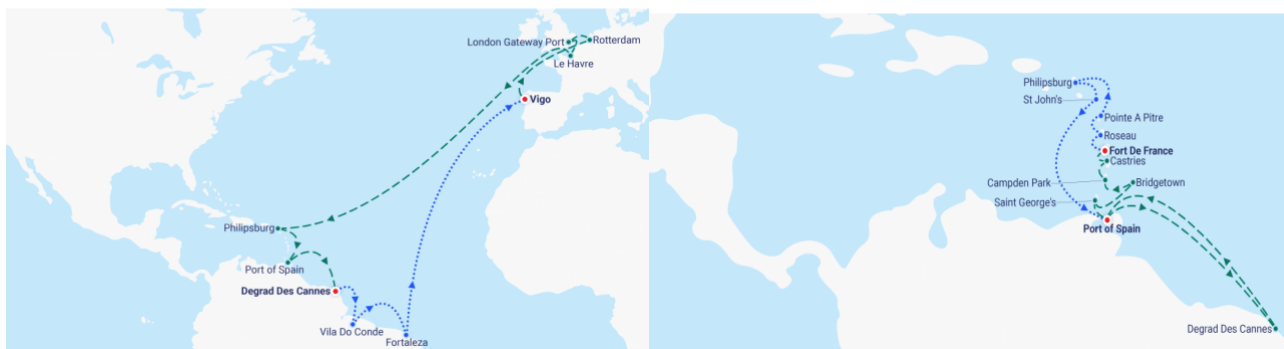 London Gateway Port
Rotterdam
Le Havre
Vigo
Philipsburg
Port of Spain
Degrad Des Cannes
Vila Do Conde
Fortaleza
Philipsburg
St John's
Pointe A Pitre
Roseau
Fort De France
Castries
Campden Park
Bridgetown
Saint George's
Port of Spain
Degrad Des Cannes